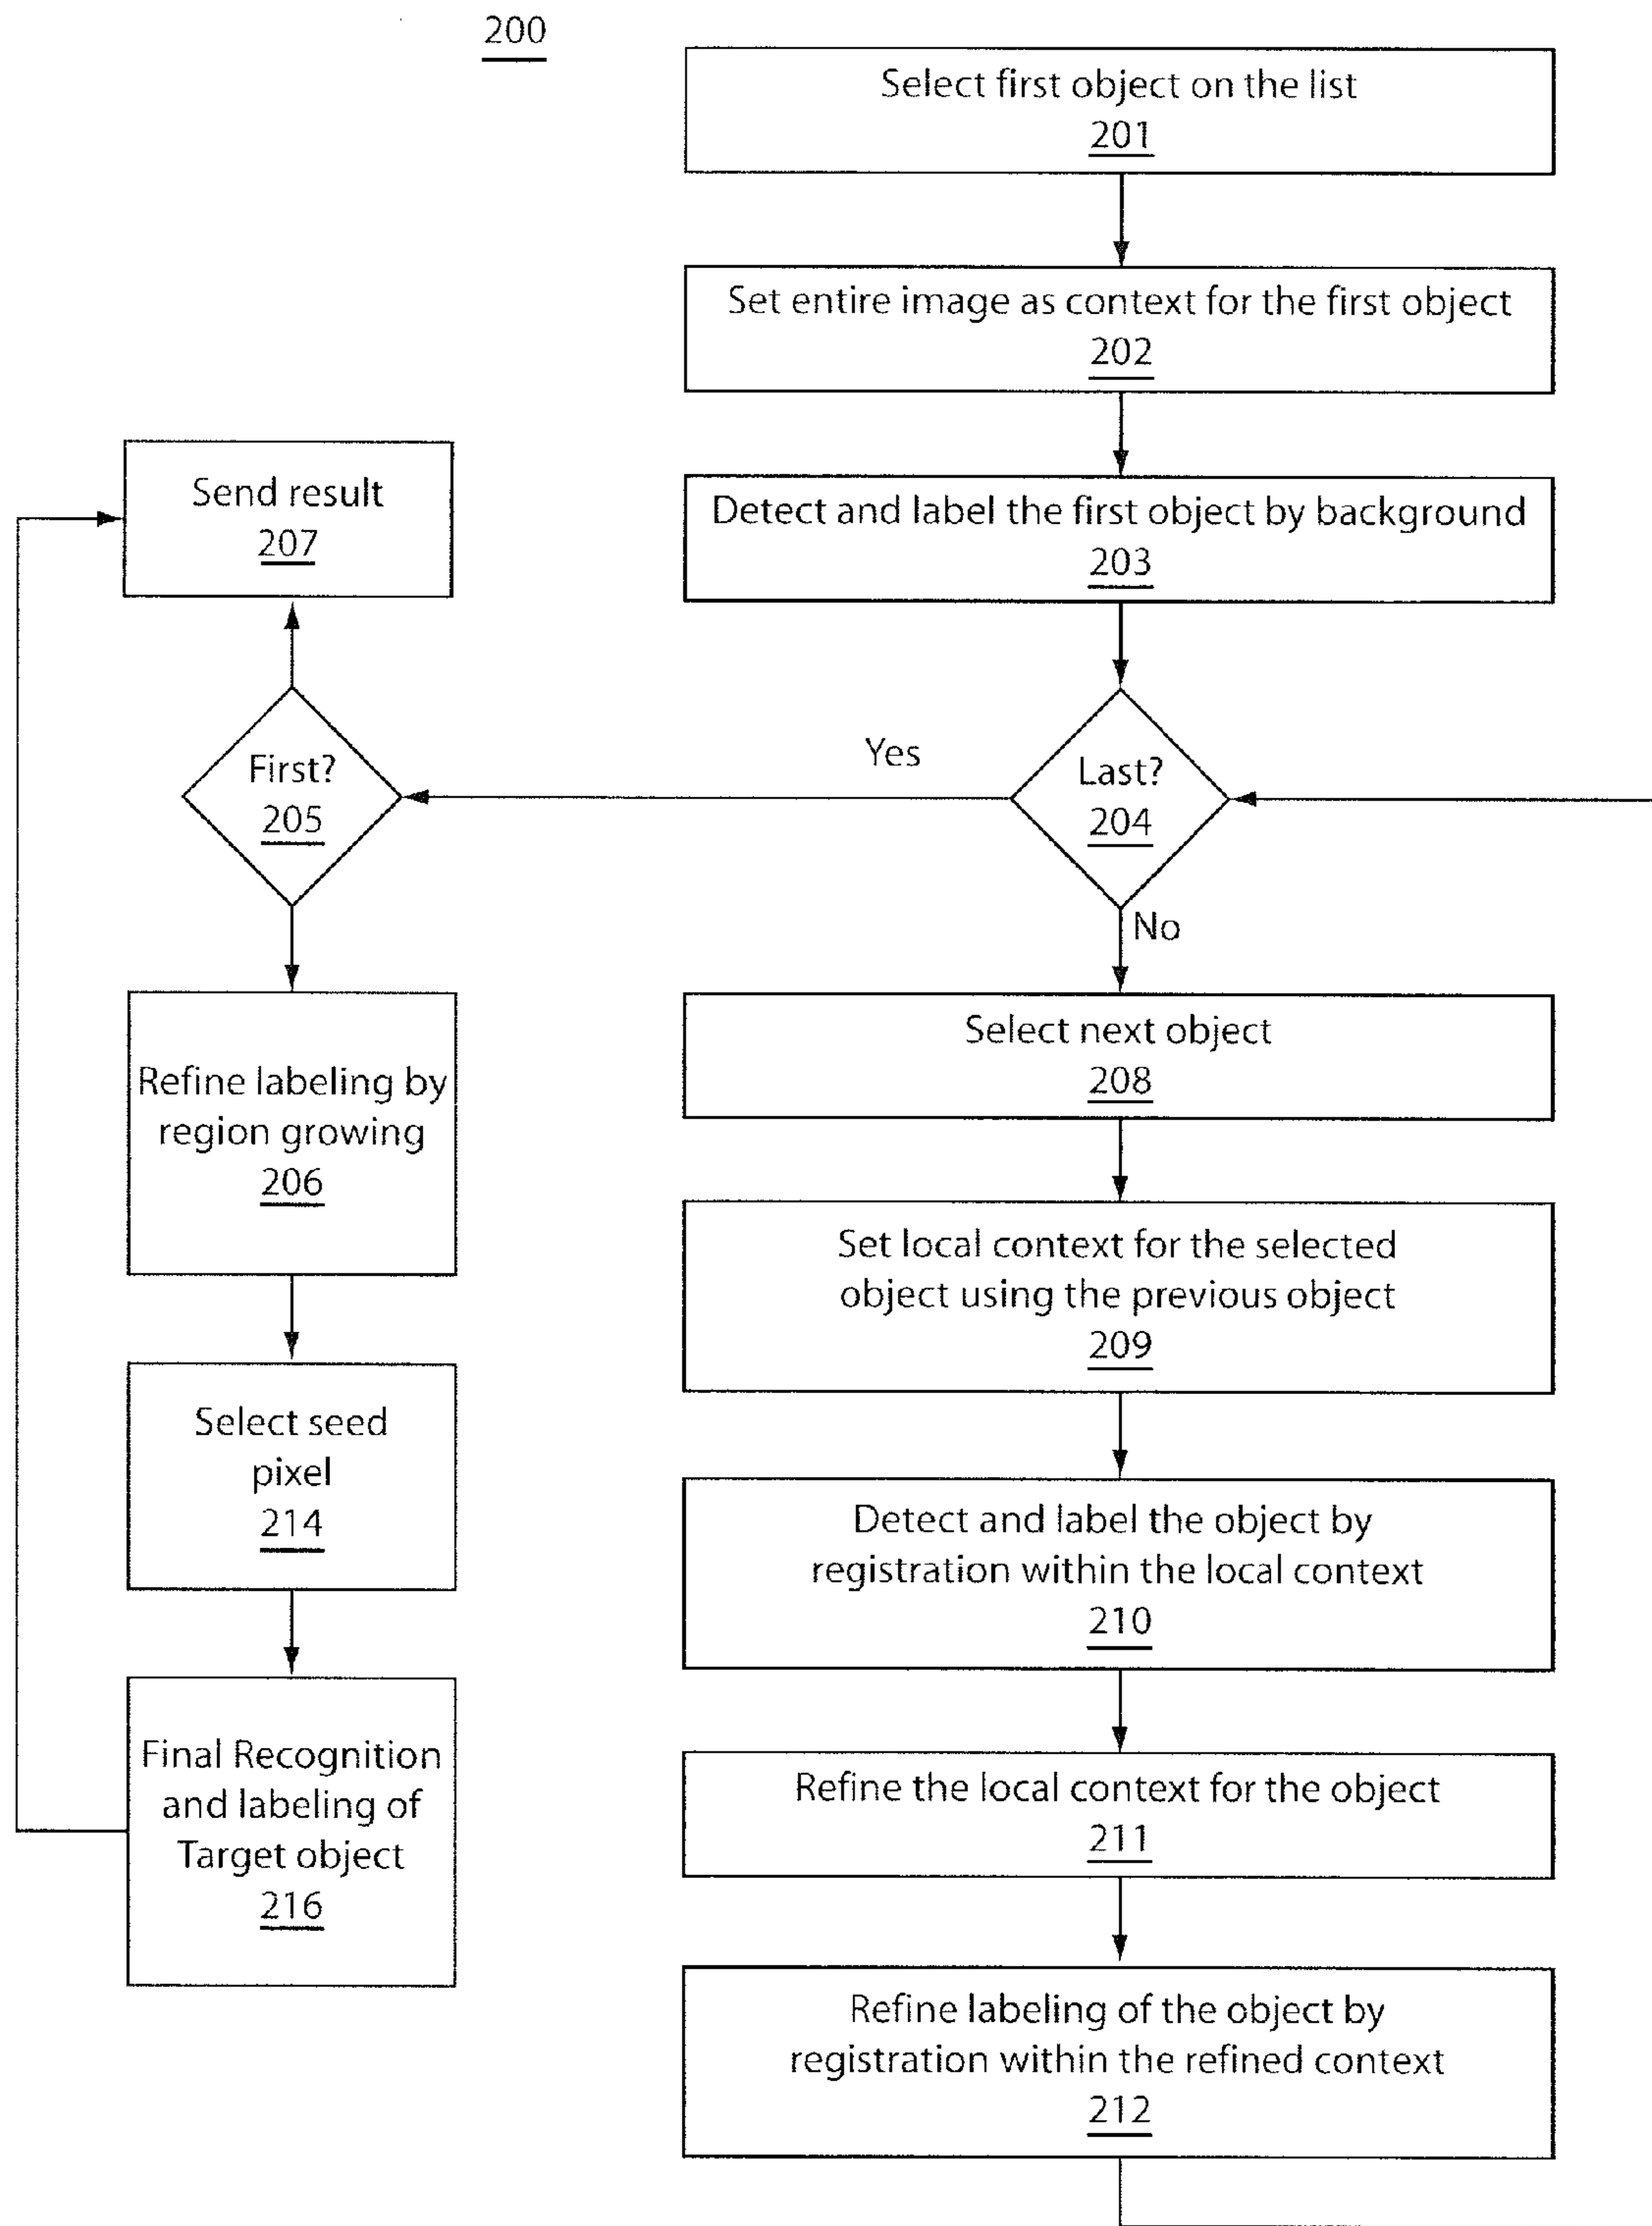 200
Select first object on the list
201
Set entire image as context for the first object
202
Detect and label the first object by background
203
Send result
207
First?
205
Yes
Last?
204
No
Refine labeling by
region growing
206
Select seed
pixel
214
Final Recognition
and labeling of
Target object
216
Select next object
208
Set local context for the selected
object using the previous object
209
Detect and label the object by
registration within the local context
210
Refine the local context for the object
211
Refine labeling of the object by
registration within the refined context
212